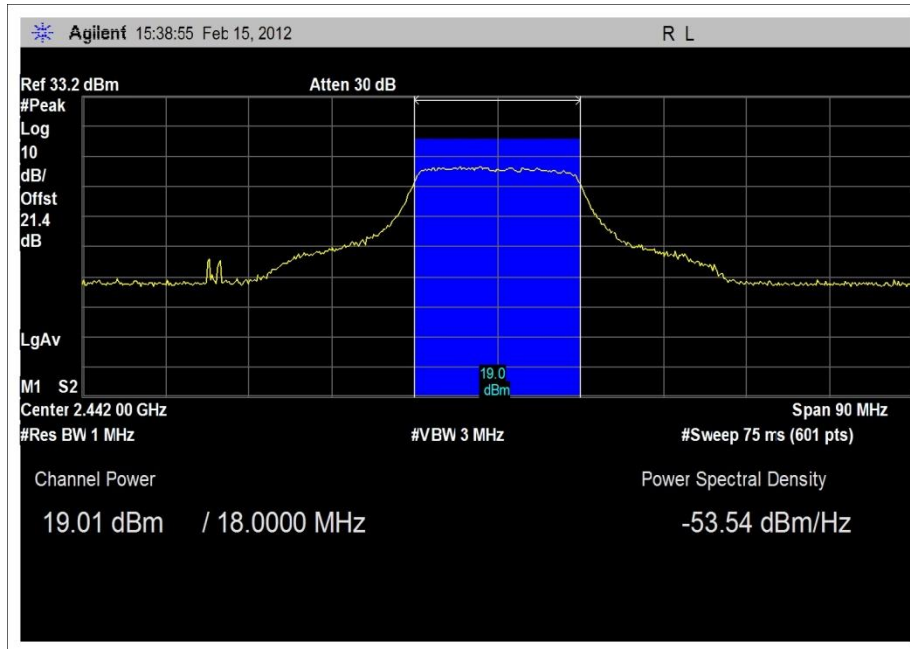 Agilent 15:38:55 Feb 15, 2012 R L
Ref 33.2 dBm Atten 30 dB
#Peak
Log
10
dB/
Offst
21.4
dB
LgAv
19.0
dBm
M1 S2
Center 2.442 00 GHz Span 90 MHz
#Res BW 1 MHz #VBW 3 MHz #Sweep 75 ms (601 pts)
Channel Power Power Spectral Density
19.01 dBm / 18.0000 MHz -53.54 dBm/Hz